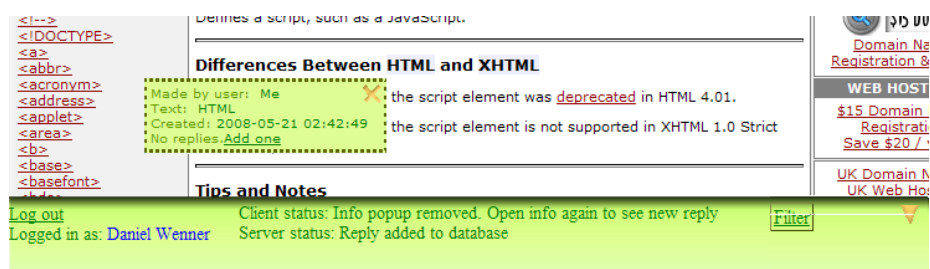 <!-->
<!DOCTYPE>
<a>
<abbr>
<acronym>
<address>
<applet>
<area>
<b>
<base>
<basefont>
Defines a script, such as a JavaScript.
Differences Between HTML and XHTML
the script element was deprecated in HTML 4.01.
the script element is not supported in XHTML 1.0 Strict
Tips and Notes
Made by user: Me
Text: HTML
Created: 2008-05-21 02:42:49
No replies.Add one
$15 
Domain Na
Registration &
WEB HOST
$15 Domain
Registrati
Save $20 /
UK Domain N
UK Web Hos
Log out
Logged in as: Daniel Wenner
Client status: Info popup removed. Open info again to see new reply
Server status: Reply added to database
Filter